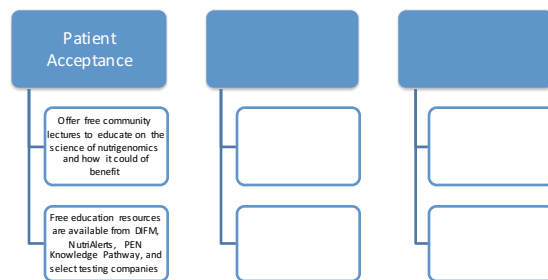 Patient
Acceptance
Offer free community
lectures to educate on the
science of nutrigenomics
and how it could of
benefit
Free education resources
are available from DIFM,
NutriAlerts, PEN
Knowledge Pathway, and
select testing companies